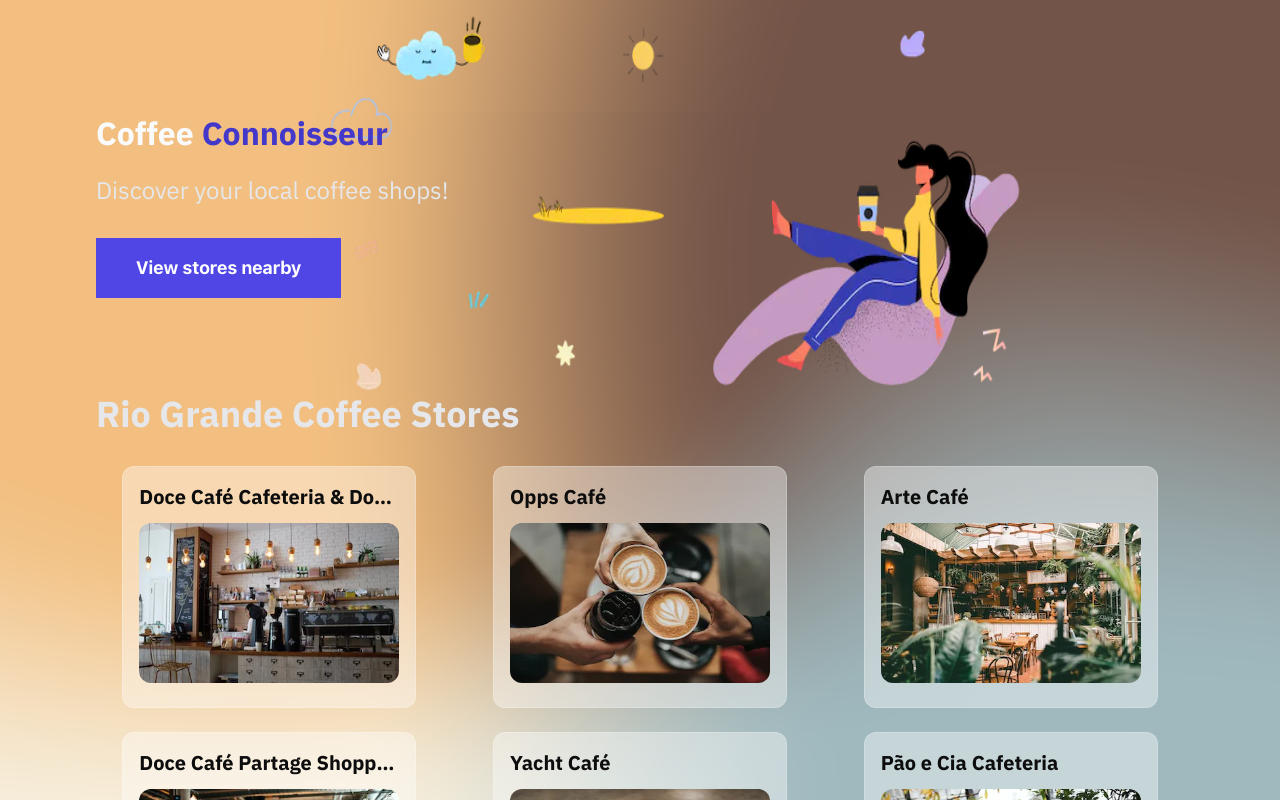 Coffee Connoisseur
Discover your local coffee shops!
View stores nearby
Rio Grande Coffee Stores
Doce Café Cafeteria & Do...
Opps Café
Arte Café
Doce Café Partage Shopp...
Yacht Café
Pão e Cia Cafeteria